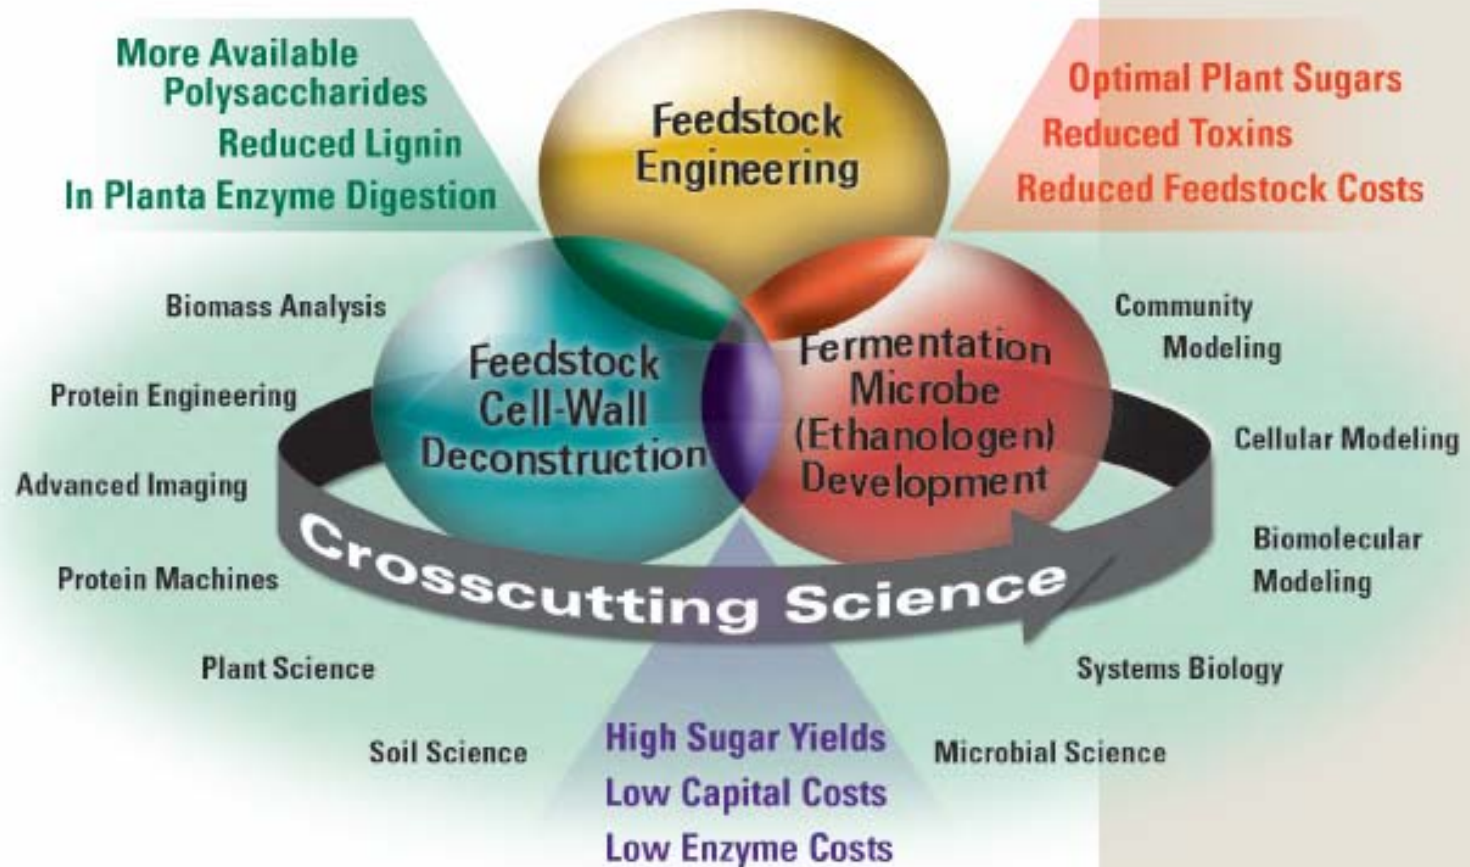 More Available
Polysaccharides
Reduced Lignin
In Planta Enzyme Digestion
Feedstock
Engineering
Optimal Plant Sugars
Reduced Toxins
Reduced Feedstock Costs
Biomass Analysis
Protein Engineering
Advanced Imaging
Protein Machines
Plant Science
Soil Science
Feedstock
Cell-Wall
Deconstruction
Fermentation
Microbe
(Ethanologen)
Development
Community
Modeling
Cellular Modeling
Biomolecular
Modeling
Systems Biology
Microbial Science
Crosscutting Science
High Sugar Yields
Low Capital Costs
Low Enzyme Costs